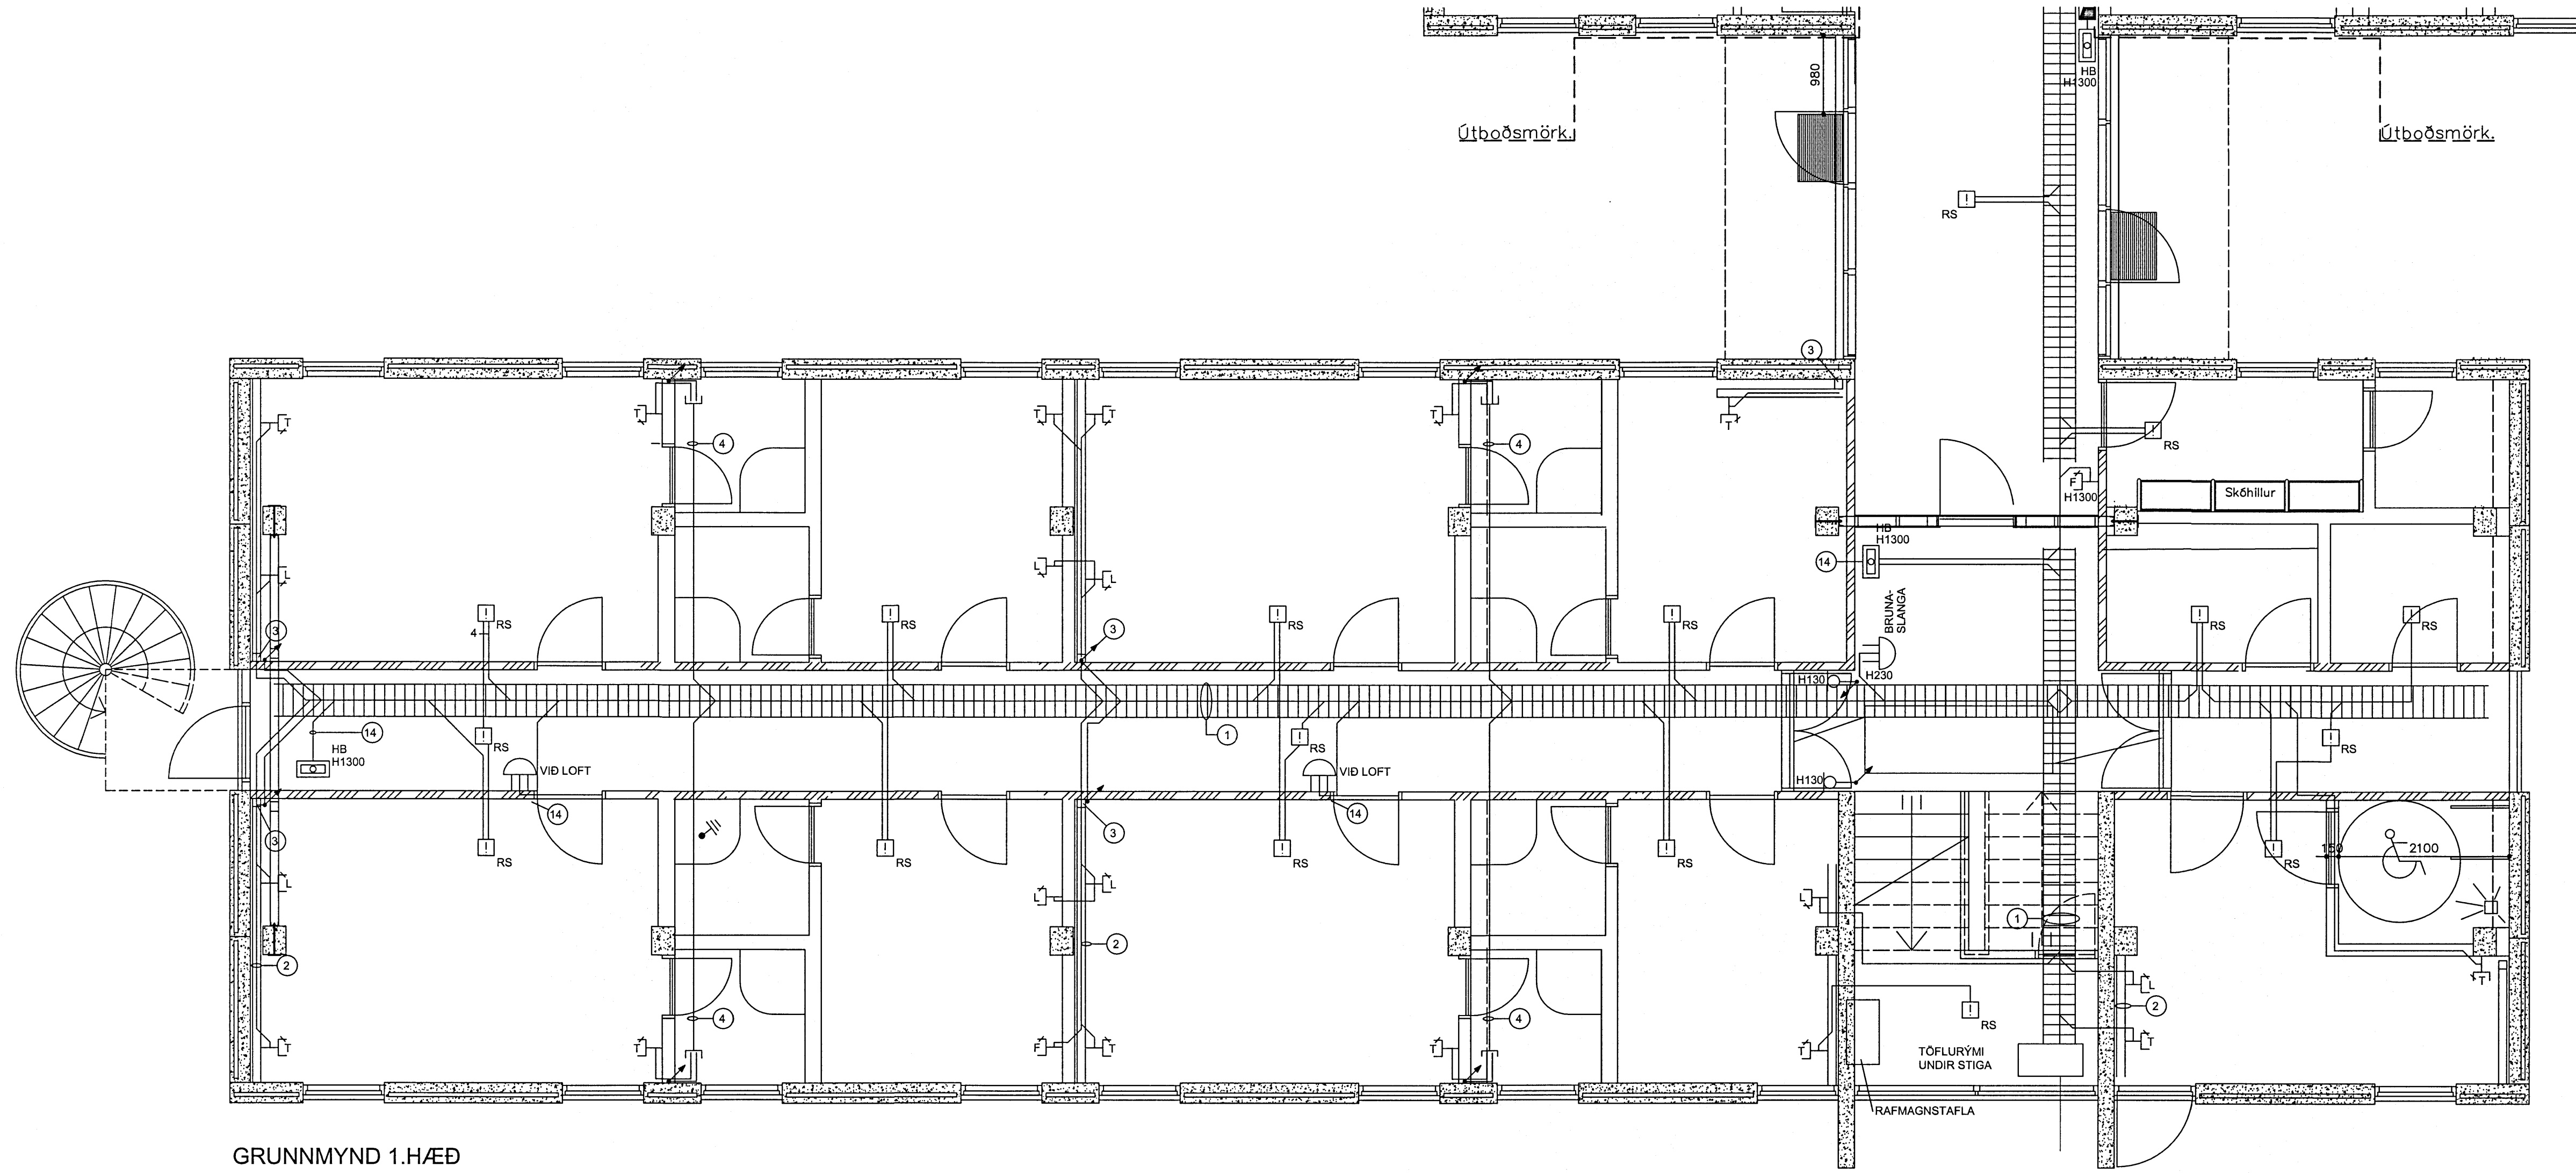 HB
H1300
980
Útboðsmörk.
Útboðsmörk.
RS
3
T
T
T
T
T
T
4
4
RS
F
H1300
Skóhillur
HB
H1300
14
L
L
L
BRUNA-
SLANGA
3
RS
4
RS
3
RS
RS
RS
RS
H230
H130
14
1
RS
RS
RS
HB
H1300
VIÐ LOFT
VIÐ LOFT
H130
14
14
3
3
RS
RS
RS
RS
RS
150
2100
L
L
L
L
1
2
2
T
L
2
4
4
RS
T
T
F
T
T
T
T
TÖFLURÝMI
UNDIR STIGA
RAFMAGNSTAFLA
GRUNNMYND 1.HÆÐ